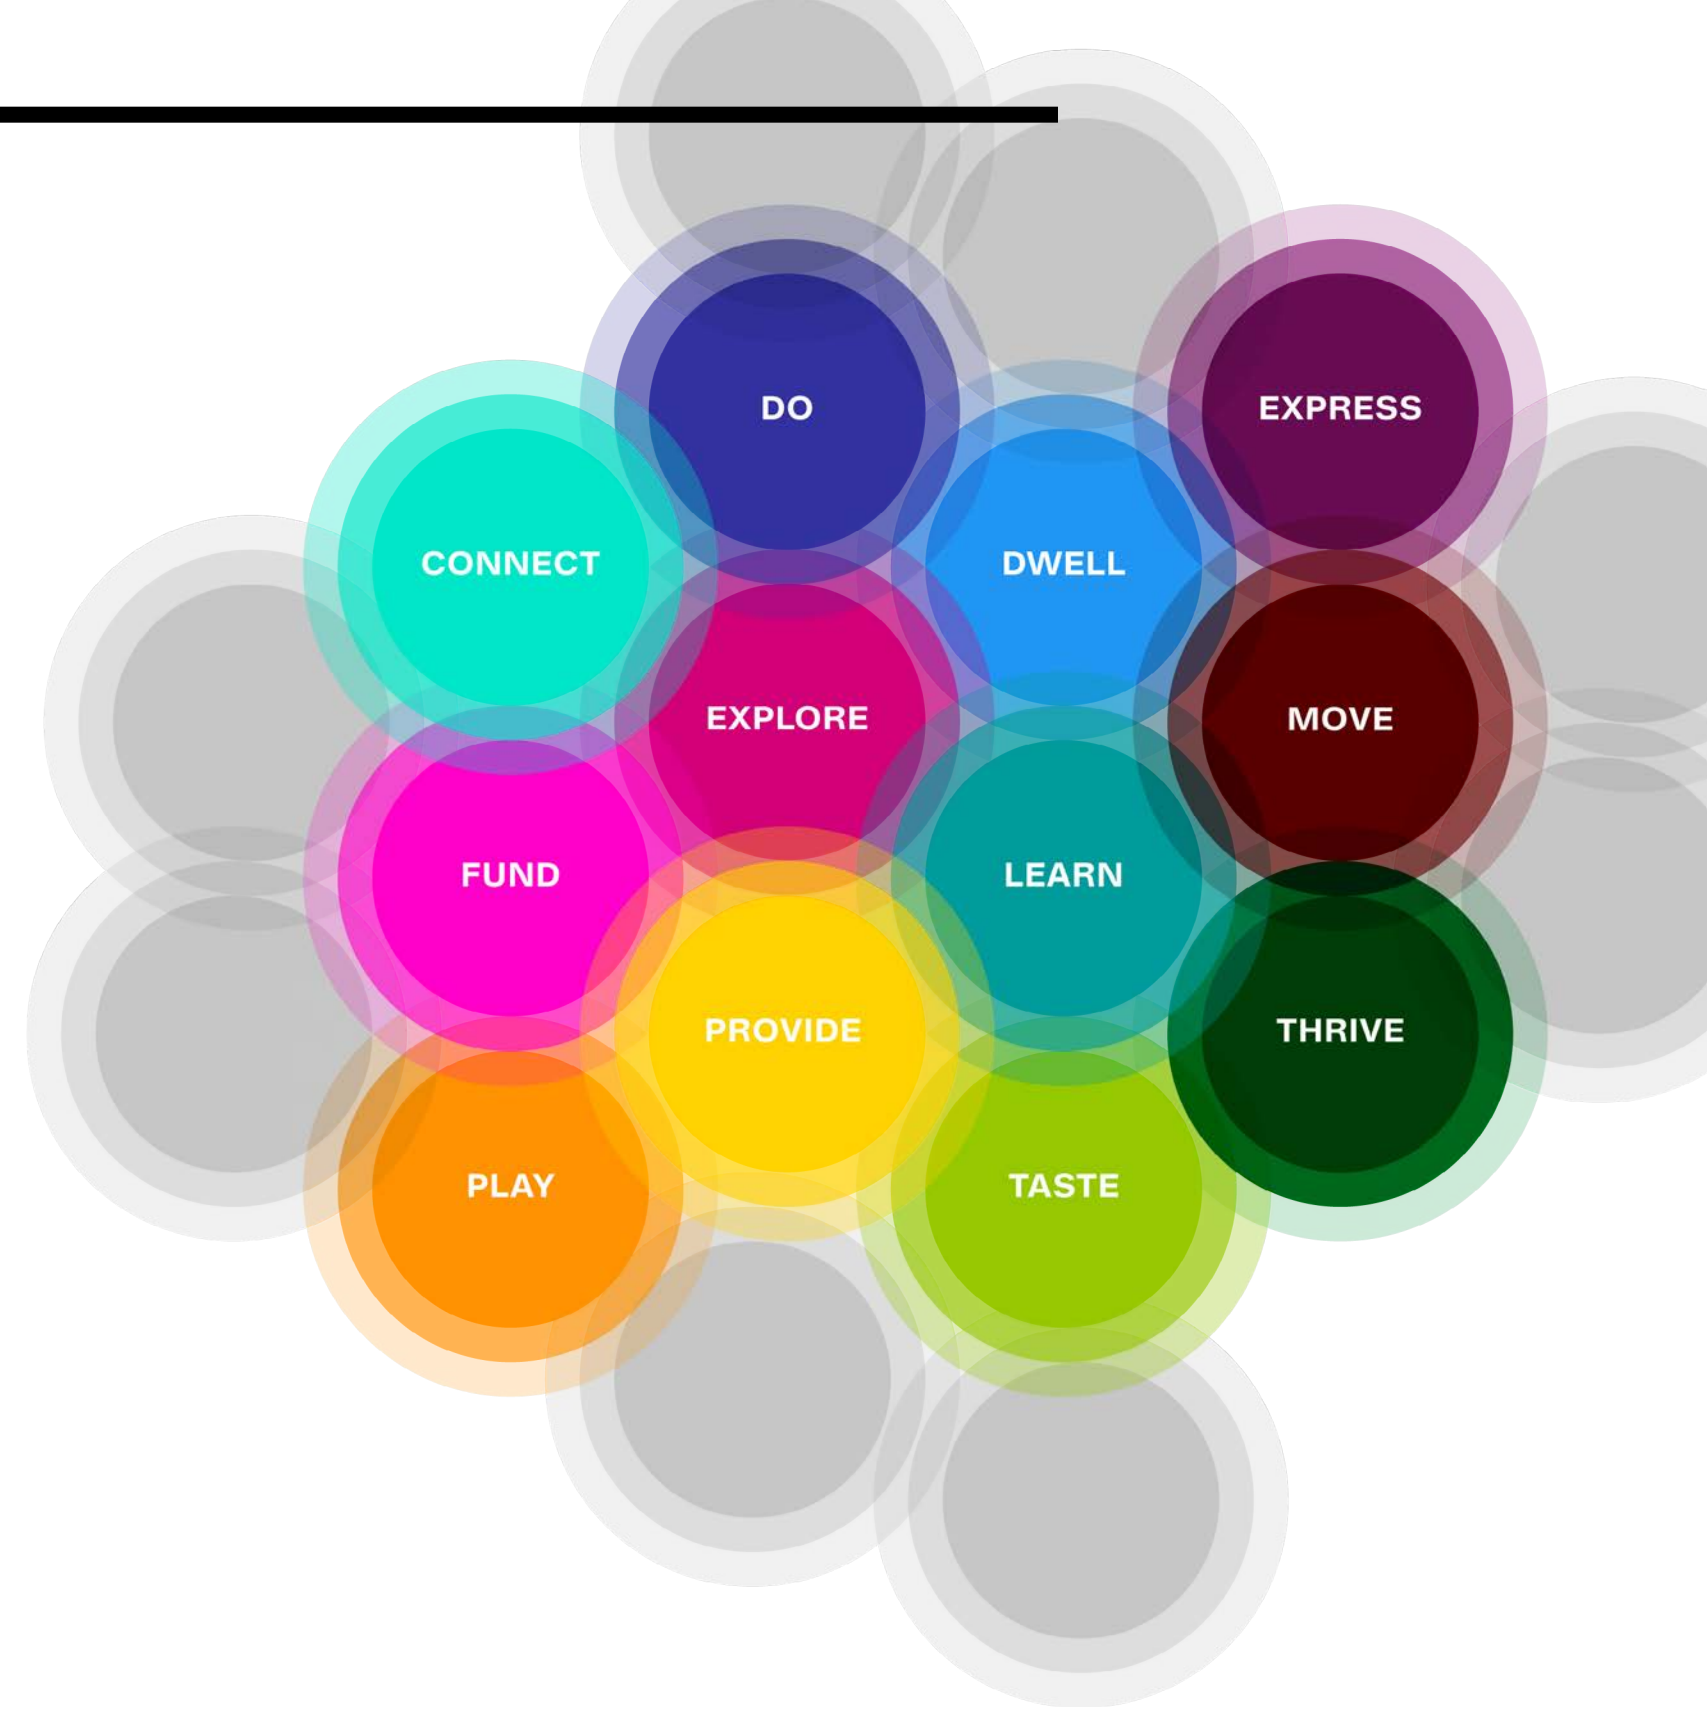 DO
EXPRESS
CONNECT
DWELL
EXPLORE
MOVE
FUND
LEARN
PROVIDE
THRIVE
PLAY
TASTE